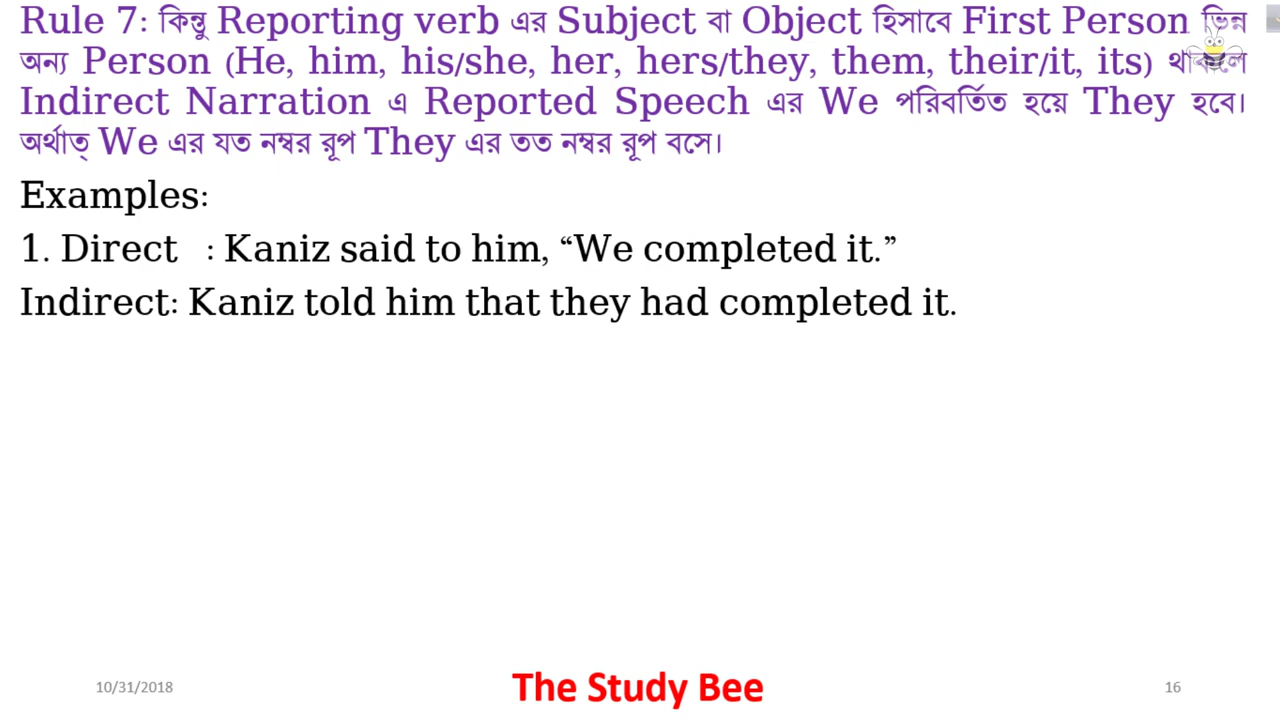 Rule 7: কিন্তু Reporting verb এর Subject বা Object হিসাবে First Person ভিন্ন
অন্য Person (He, him, his/she, her, hers/they, them, their/it, its) থাকিলে
Indirect Narration এ Reported Speech এর We পরিবর্তিত হয়ে They হবে।
অর্থাত্ We এর যত নম্বর রূপ They এর তত নম্বর রূপ বসে।
Examples:
1. Direct : Kaniz said to him, “We completed it.”
Indirect: Kaniz told him that they had completed it.
10/31/2018 The Study Bee 16